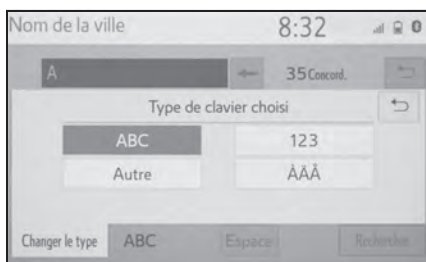 Nom de la ville 8:32
A 35 Concord.
Type de clavier choisi
ABC 123
Autre ÀÄÂ
Changer le type ABC Espace Rechercher